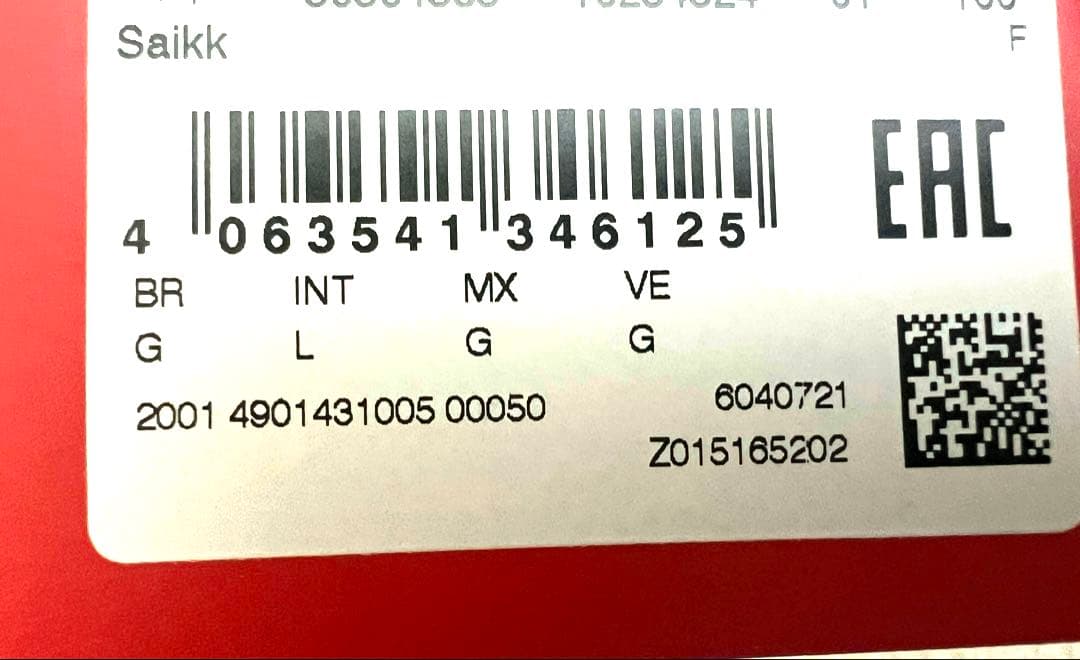 Saikk F
4 063541 346125
EAC
BR INT MX VE
G L G G
2001 4901431005 00050 6040721
Z015165202